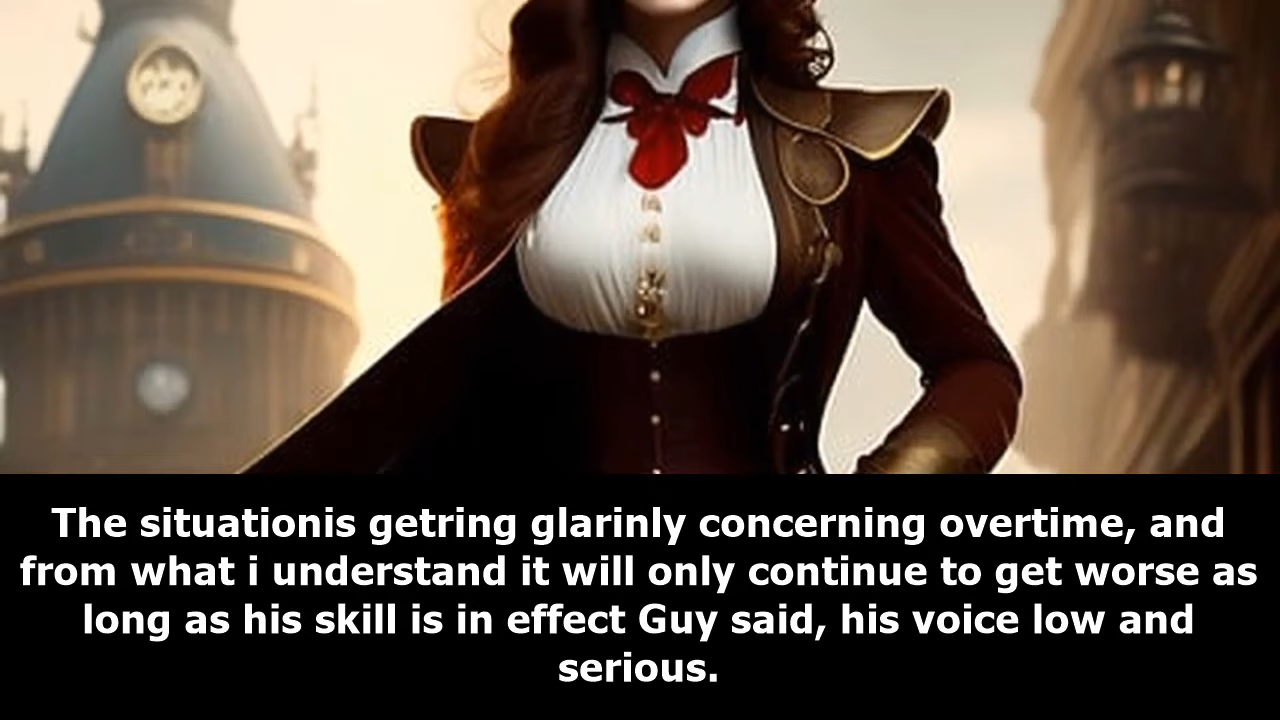 The situationis getring glarinly concerning overtime, and
from what i understand it will only continue to get worse as
long as his skill is in effect Guy said, his voice low and
serious.